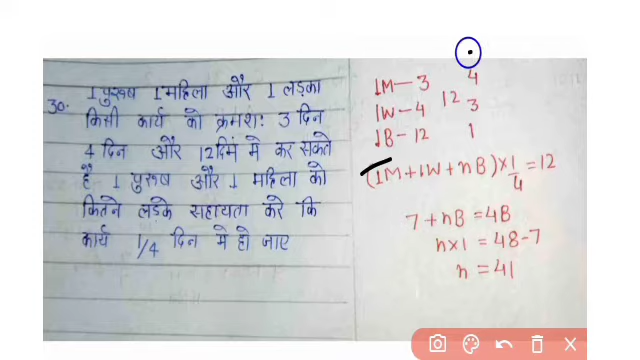 30. 1 पुरूष 1 महिला और 1 लड़का
किसी कार्य को क्रमशः 3 दिन
4 दिन और 12 दिमं मे कर सकते
है 1 पुरूष और 1 महिला को
कितने लड़के सहायता करे कि
कार्य 1/4 दिन मे हो जाए
1M — 3 4
1W — 4 12 3
1B — 12 1
(1M + 1W + nB) × 1/4 = 12
7 + nB = 48
n×1 = 48-7
n = 41